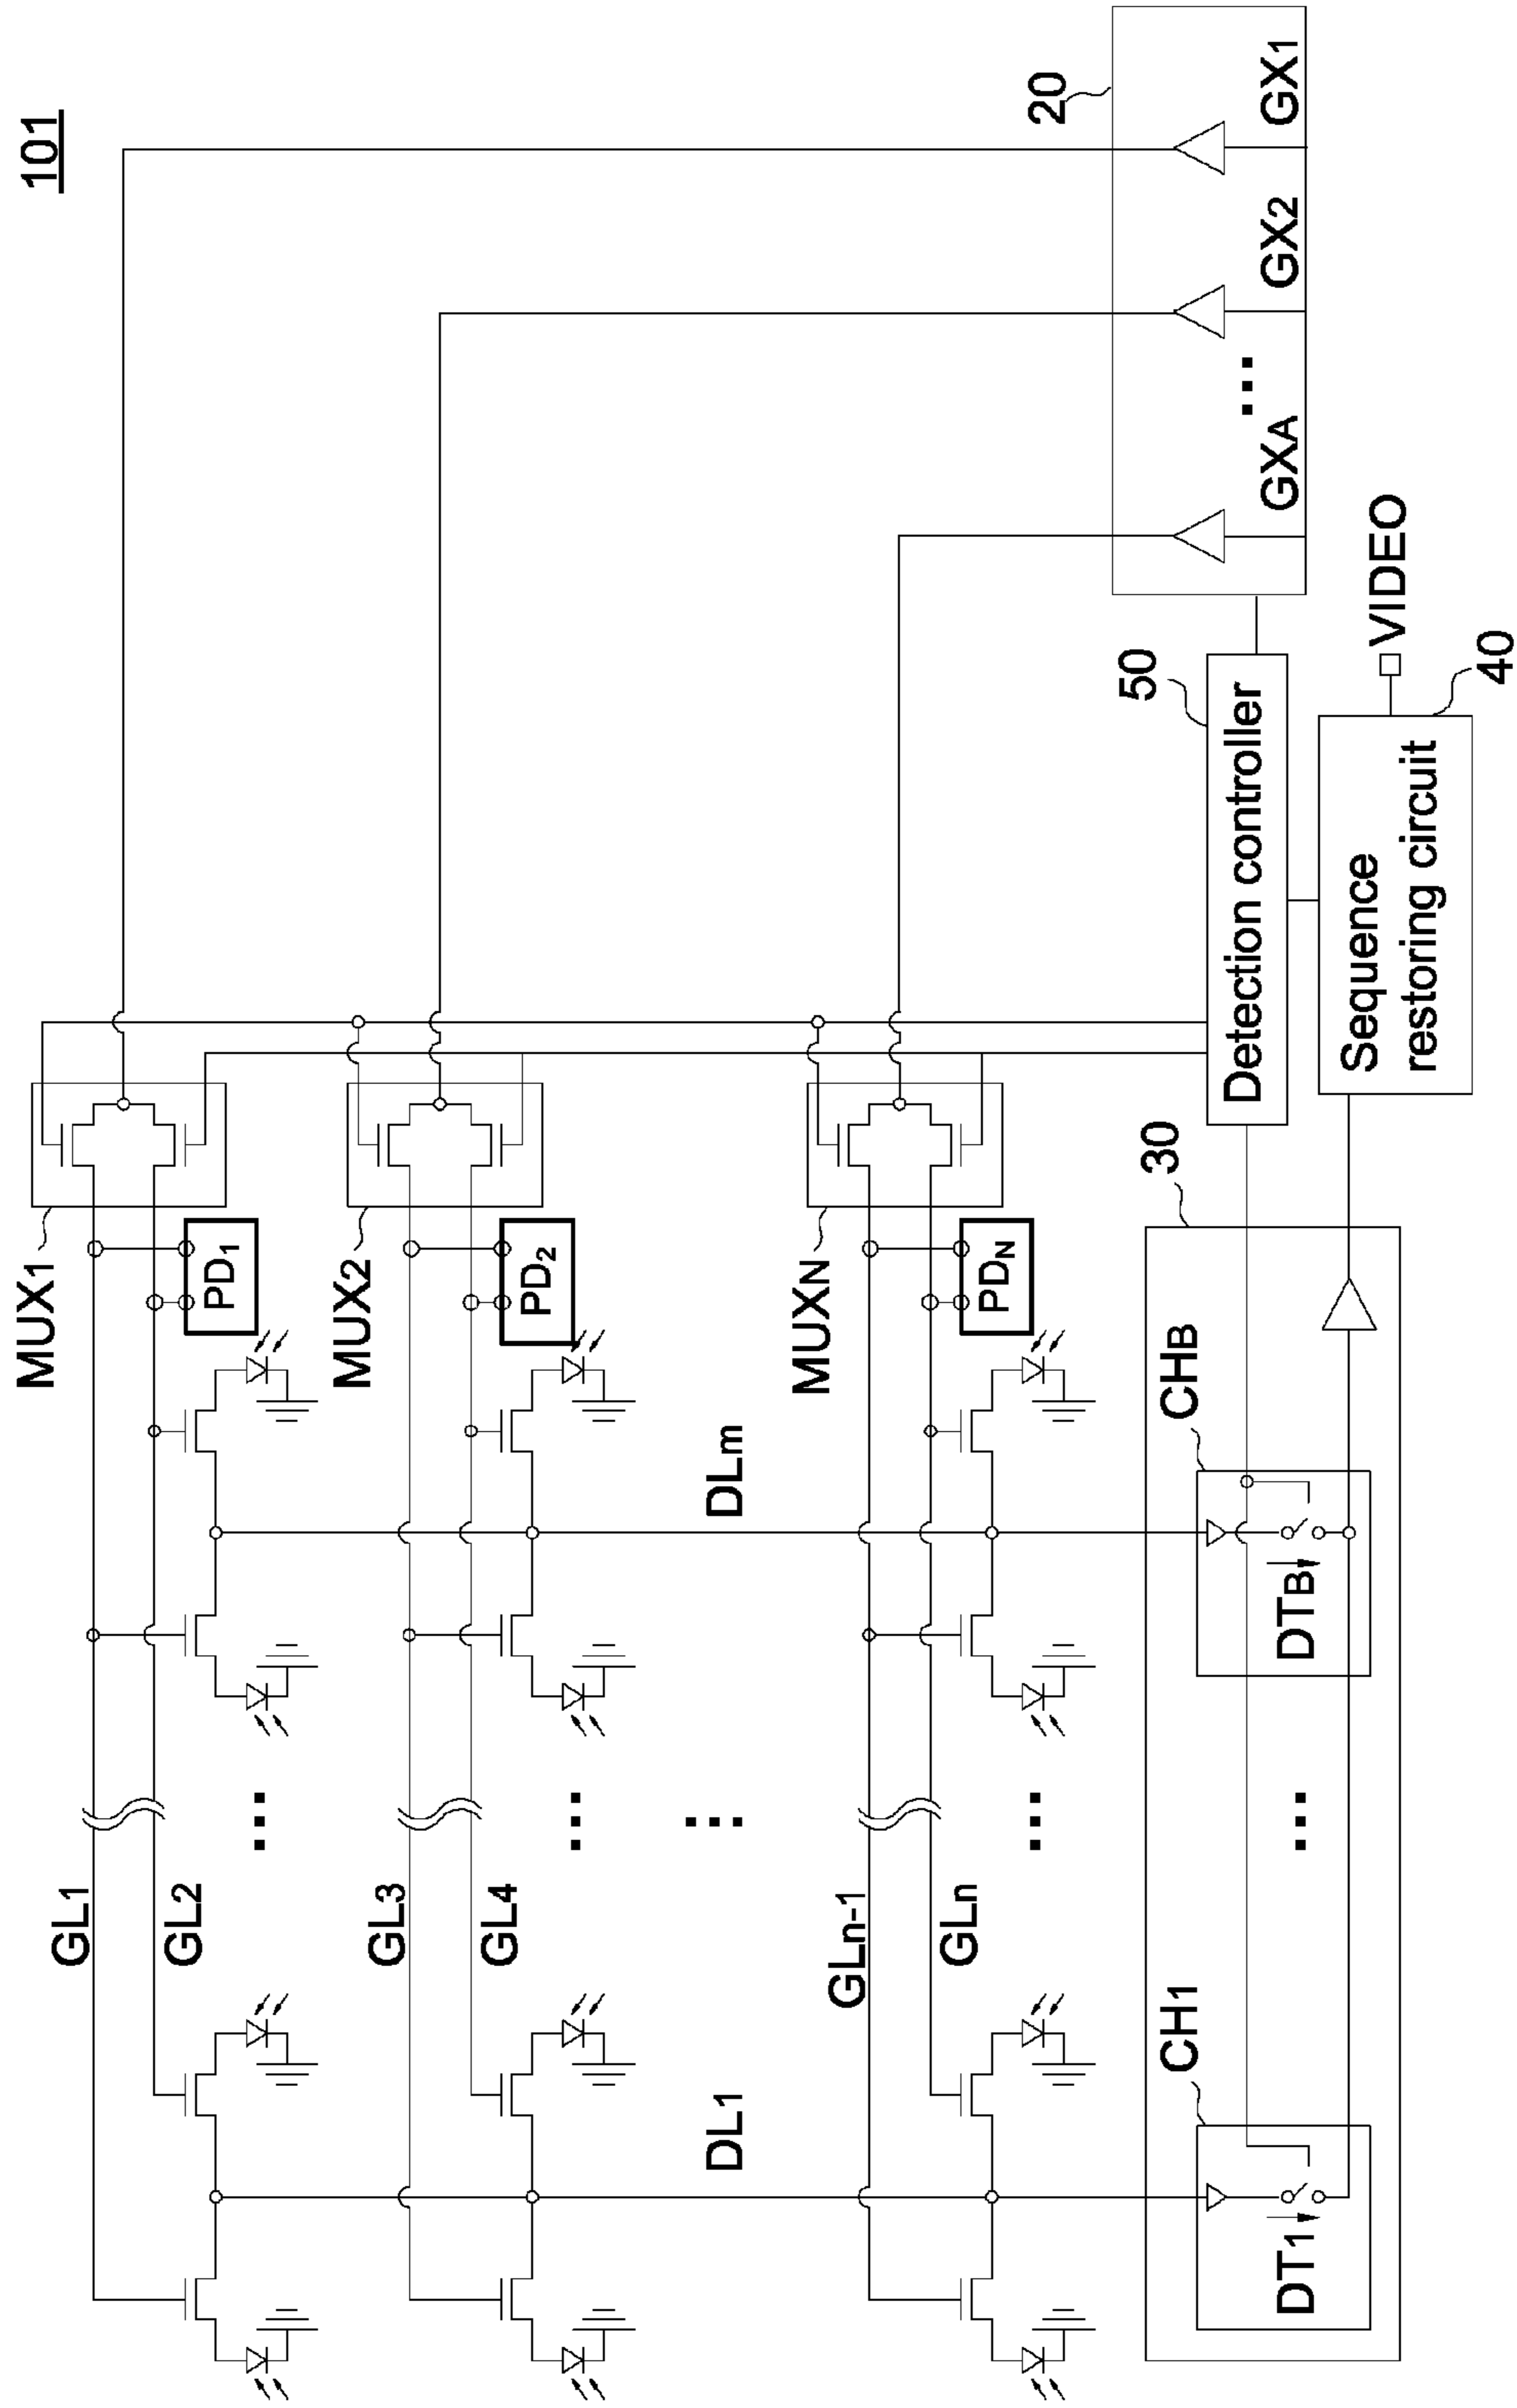 101
MUX1
MUX2
MUXN
PD1
PD2
PDN
GL1
GL2
GL3
GL4
GLn-1
GLn
DL1
DLm
...
...
...
...
...
20
GX1
GX2
...
GXA
50
Detection controller
40
Sequence
restoring circuit
VIDEO
30
CH1
DT1
CHB
DTB